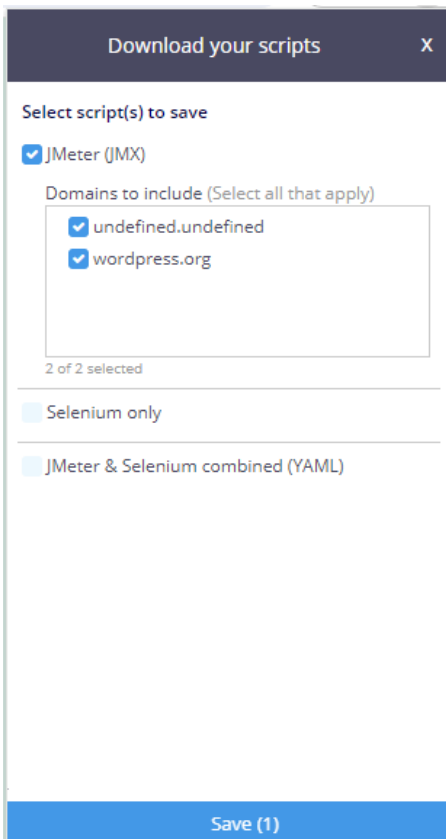 Download your scripts x
Select script(s) to save
JMeter (JMX)
Domains to include (Select all that apply)
undefined.undefined
wordpress.org
2 of 2 selected
Selenium only
JMeter & Selenium combined (YAML)
Save (1)